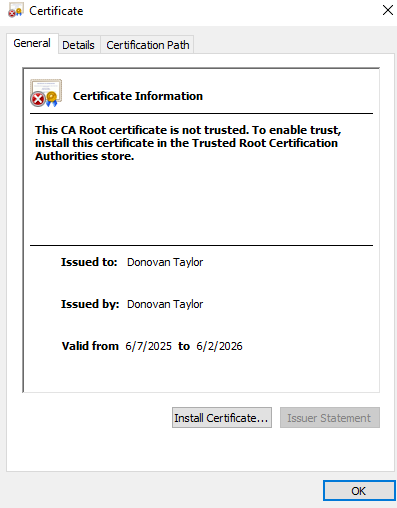 Certificate
General Details Certification Path
Certificate Information
This CA Root certificate is not trusted. To enable trust,
install this certificate in the Trusted Root Certification
Authorities store.
Issued to: Donovan Taylor
Issued by: Donovan Taylor
Valid from 6/7/2025 to 6/2/2026
Install Certificate... Issuer Statement
OK